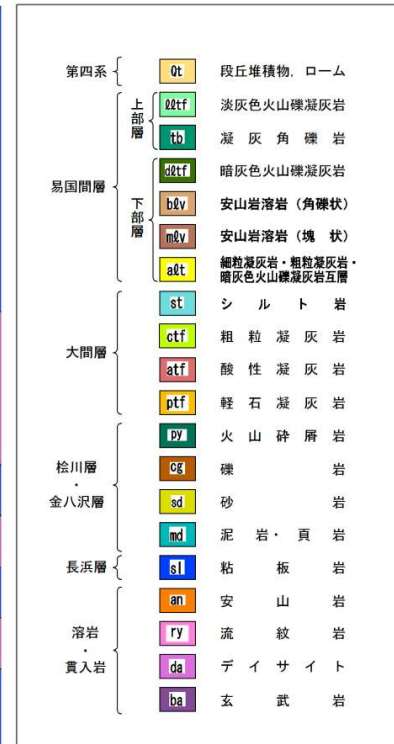 第四系 Qt 段丘堆積物，ローム
易国間層 上部層 ℓℓtf 淡灰色火山礫凝灰岩
tb 凝灰角礫岩
下部層 dℓtf 暗灰色火山礫凝灰岩
bℓv 安山岩溶岩（角礫状）
mℓv 安山岩溶岩（塊 状）
aℓt 細粒凝灰岩・粗粒凝灰岩・
暗灰色火山礫凝灰岩互層
大間層 st シルト岩
ctf 粗粒凝灰岩
atf 酸性凝灰岩
ptf 軽石凝灰岩
桧川層・金八沢層 py 火山砕屑岩
cg 礫岩
sd 砂岩
md 泥岩・頁岩
長浜層 sl 粘板岩
溶岩・貫入岩 an 安山岩
ry 流紋岩
da デイサイト
ba 玄武岩